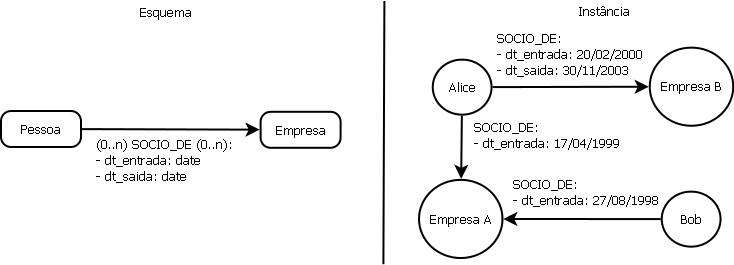 Esquema
Pessoa
Empresa
(0..n) SOCIO_DE (0..n):
- dt_entrada: date
- dt_saida: date
Instância
SOCIO_DE:
- dt_entrada: 20/02/2000
- dt_saida: 30/11/2003
Alice
Empresa B
SOCIO_DE:
- dt_entrada: 17/04/1999
SOCIO_DE:
- dt_entrada: 27/08/1998
Empresa A
Bob